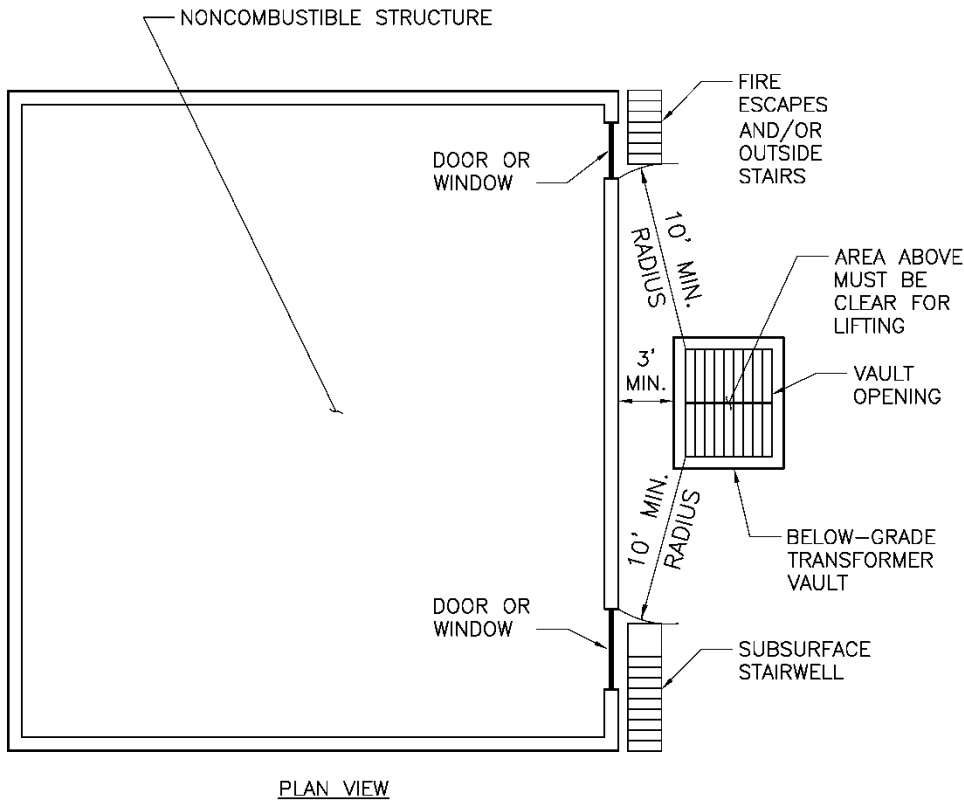 NONCOMBUSTIBLE STRUCTURE
FIRE
ESCAPES
AND/OR
OUTSIDE
STAIRS
DOOR OR
WINDOW
10' MIN.
RADIUS
AREA ABOVE
MUST BE
CLEAR FOR
LIFTING
3'
MIN.
VAULT
OPENING
10' MIN.
RADIUS
BELOW-GRADE
TRANSFORMER
VAULT
DOOR OR
WINDOW
SUBSURFACE
STAIRWELL
PLAN VIEW